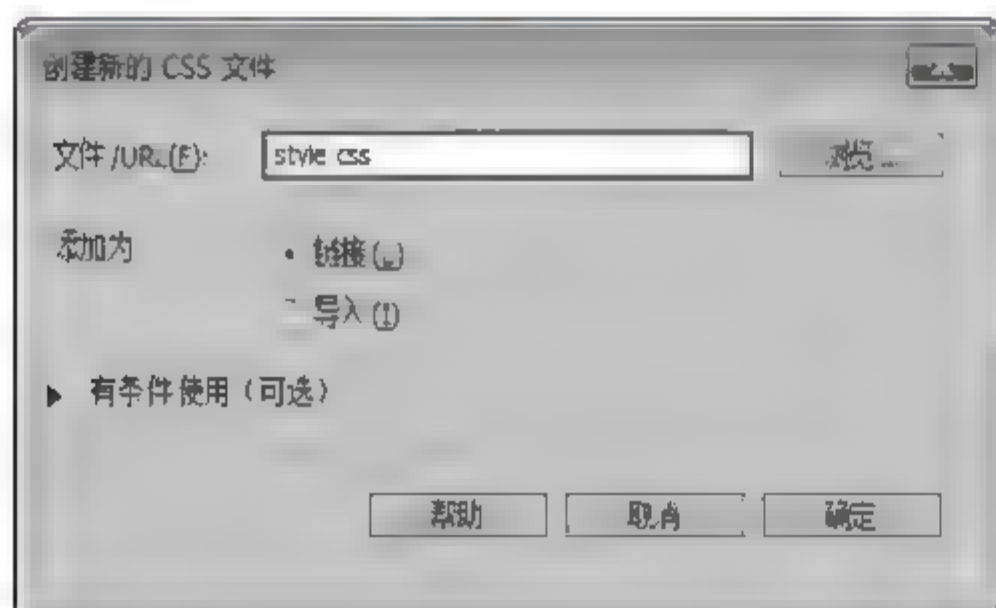 创建新的 CSS 文件
文件/URL(F): style.css 浏览...
添加为 链接(L)
导入(I)
有条件使用（可选）
帮助 取消 确定